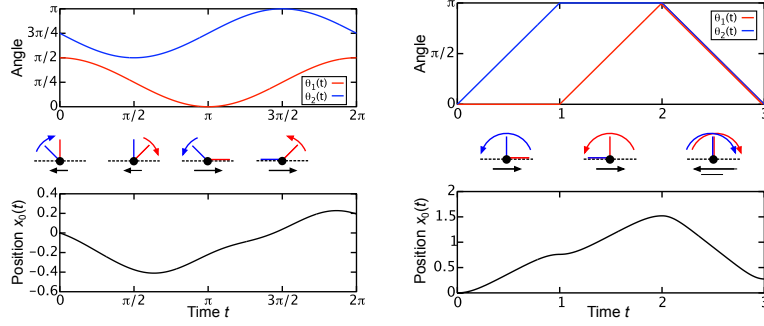 π
3π/4
π/2
π/4
0
Angle
θ₁(t)
θ₂(t)
0
π/2
π
3π/2
2π
0.4
0.2
0
−0.2
−0.4
−0.6
Position x₀(t)
0
π/2
π
3π/2
2π
Time t
π
π/2
0
Angle
θ₁(t)
θ₂(t)
0
1
2
3
2
1.5
1
0.5
0
Position x₀(t)
0
1
2
3
Time t